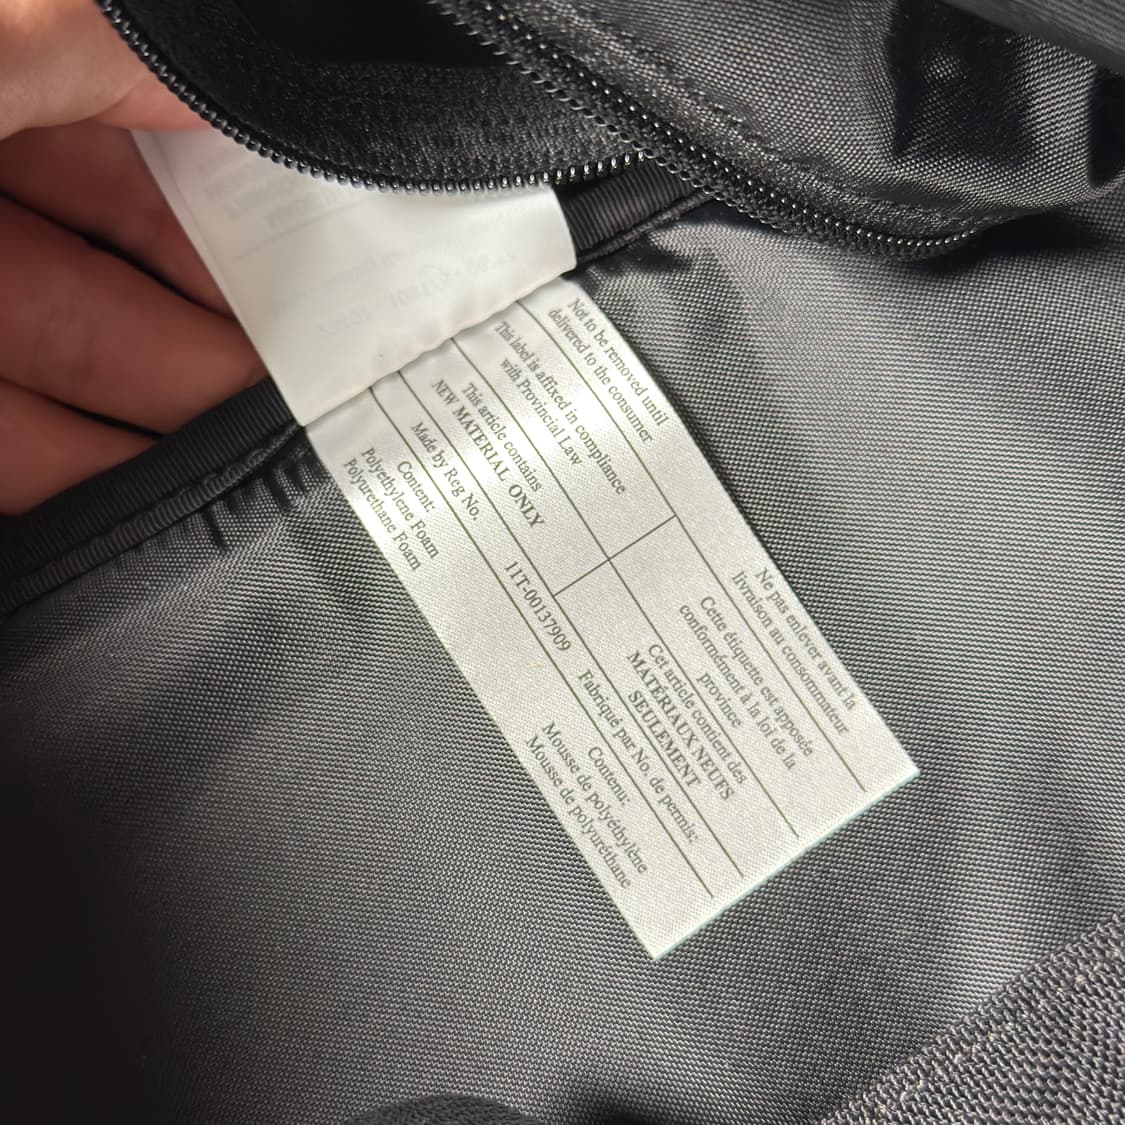 Not to be removed until
delivered to the consumer
Ne pas enlever avant la
livraison au consommateur
This label is affixed in compliance
with Provincial Law
Cette étiquette est apposée
conformément à la loi de la
province
This article contains
NEW MATERIAL ONLY
Cet article contient des
MATÉRIAUX NEUFS
SEULEMENT
Made by Reg No.
11T-00137909
Fabriqué par No. de permis:
Content:
Polyethylene Foam
Polyurethane Foam
Contenu:
Mousse de polyéthylène
Mousse de polyuréthane